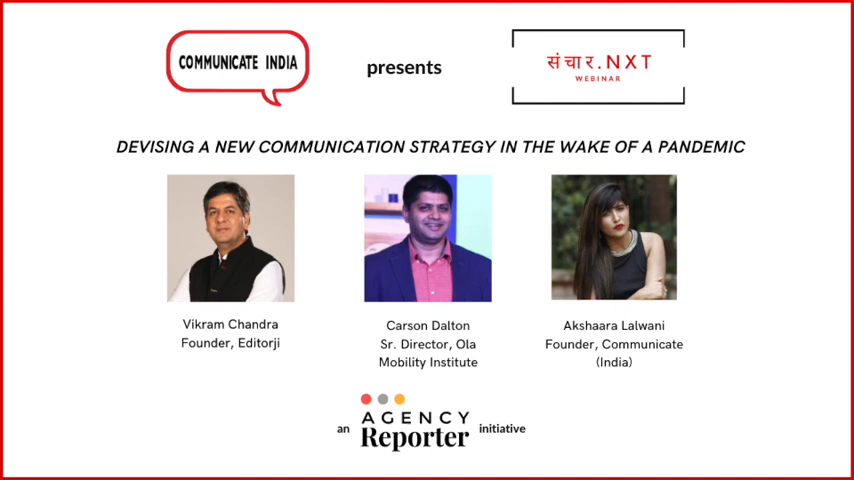 COMMUNICATE INDIA
presents
संचार.NXT
WEBINAR
DEVISING A NEW COMMUNICATION STRATEGY IN THE WAKE OF A PANDEMIC
Vikram Chandra
Founder, Editorji
Carson Dalton
Sr. Director, Ola
Mobility Institute
Akshaara Lalwani
Founder, Communicate
(India)
an
AGENCY
Reporter
initiative